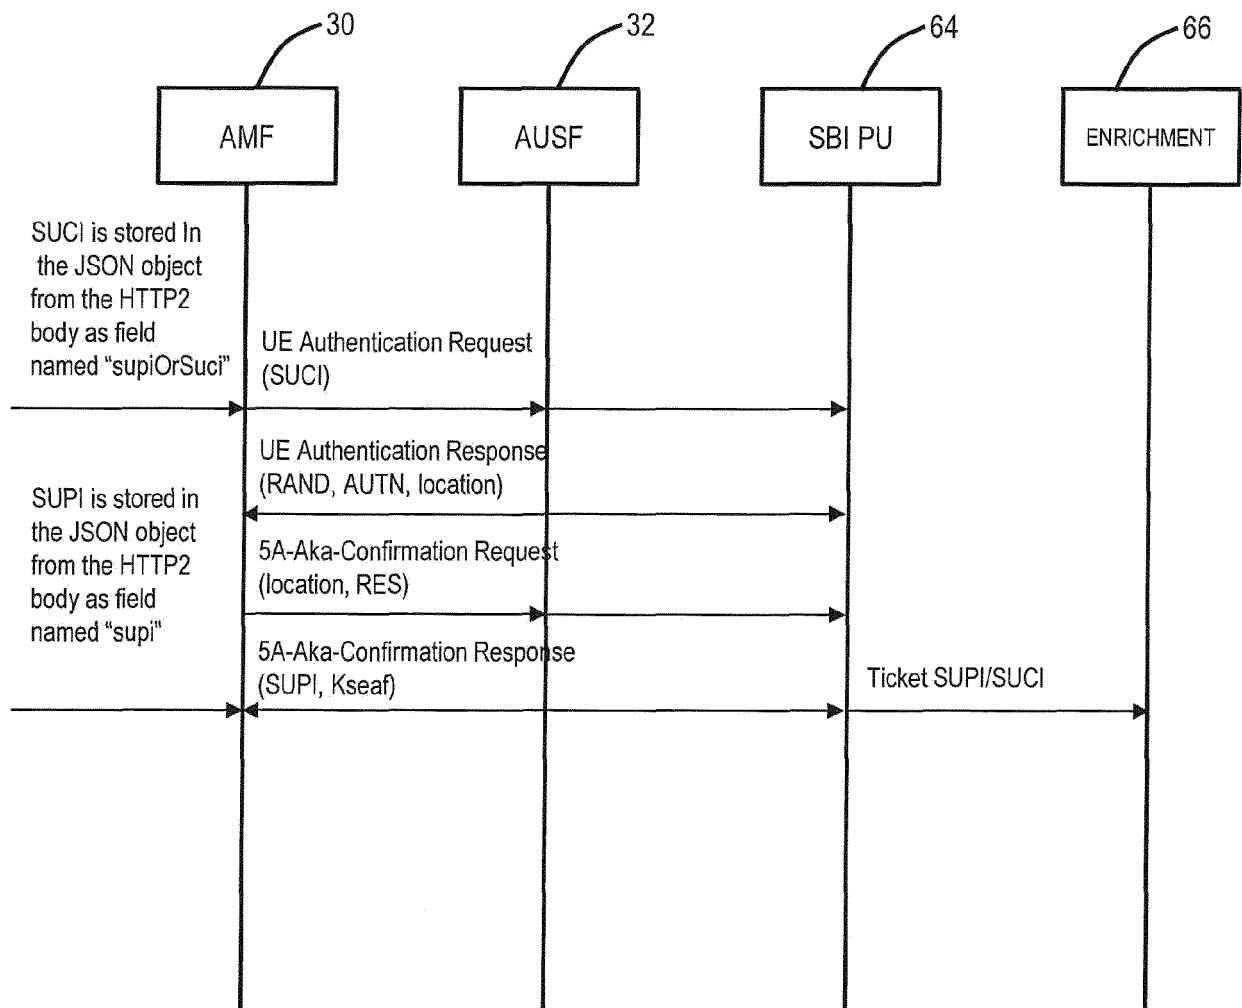 30
32
64
66
AMF
AUSF
SBI PU
ENRICHMENT
SUCI is stored In
the JSON object
from the HTTP2
body as field
named “supiOrSuci”
UE Authentication Request
(SUCI)
UE Authentication Response
(RAND, AUTN, location)
SUPI is stored in
the JSON object
from the HTTP2
body as field
named “supi”
5A-Aka-Confirmation Request
(location, RES)
5A-Aka-Confirmation Response
(SUPI, Kseaf)
Ticket SUPI/SUCI